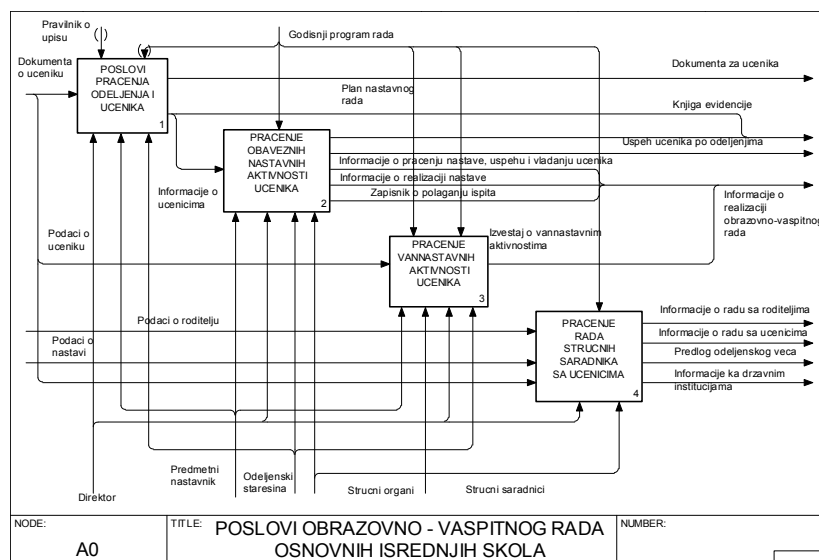 Pravilnik o
upisu
Godisnji program rada
Dokumenta
o uceniku
POSLOVI
PRACENJA
ODELJENJA I
UCENIKA
1
Dokumenta za ucenika
Plan nastavnog
rada
Knjiga evidencije
PRACENJE
OBAVEZNIH
NASTAVNIH
AKTIVNOSTI
UCENIKA
2
Uspeh ucenika po odeljenjima
Informacije o pracenju nastave, uspehu i vladanju ucenika
Informacije o realizaciji nastave
Zapisnik o polaganju ispita
Informacije o
ucenicima
Informacije o
realizaciji
obrazovno-vaspitnog
rada
Podaci o
uceniku
PRACENJE
VANNASTAVNIH
AKTIVNOSTI
UCENIKA
3
Izvestaj o vannastavnim
aktivnostima
Podaci o roditelju
Podaci o
nastavi
PRACENJE
RADA
STRUCNIH
SARADNIKA
SA UCENICIMA
4
Informacije o radu sa roditeljima
Informacije o radu sa ucenicima
Predlog odeljenskog veca
Informacije ka drzavnim
institucijama
Direktor
Predmetni
nastavnik
Odeljenski
staresina
Strucni organi
Strucni saradnici
NODE:
A0
TITLE:
POSLOVI OBRAZOVNO - VASPITNOG RADA
OSNOVNIH ISREDNJIH SKOLA
NUMBER: